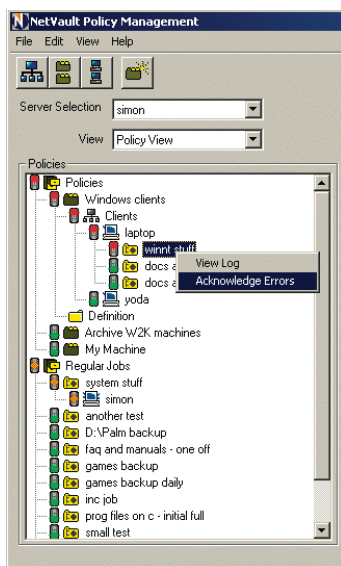 NetVault Policy Management
File Edit View Help
Server Selection simon
View Policy View
Policies
Policies
Windows clients
Clients
laptop
winnt stuff
View Log
docs a
Acknowledge Errors
docs a
yoda
Definition
Archive W2K machines
My Machine
Regular Jobs
system stuff
simon
another test
D:\Palm backup
faq and manuals - one off
games backup
games backup daily
inc job
prog files on c - initial full
small test